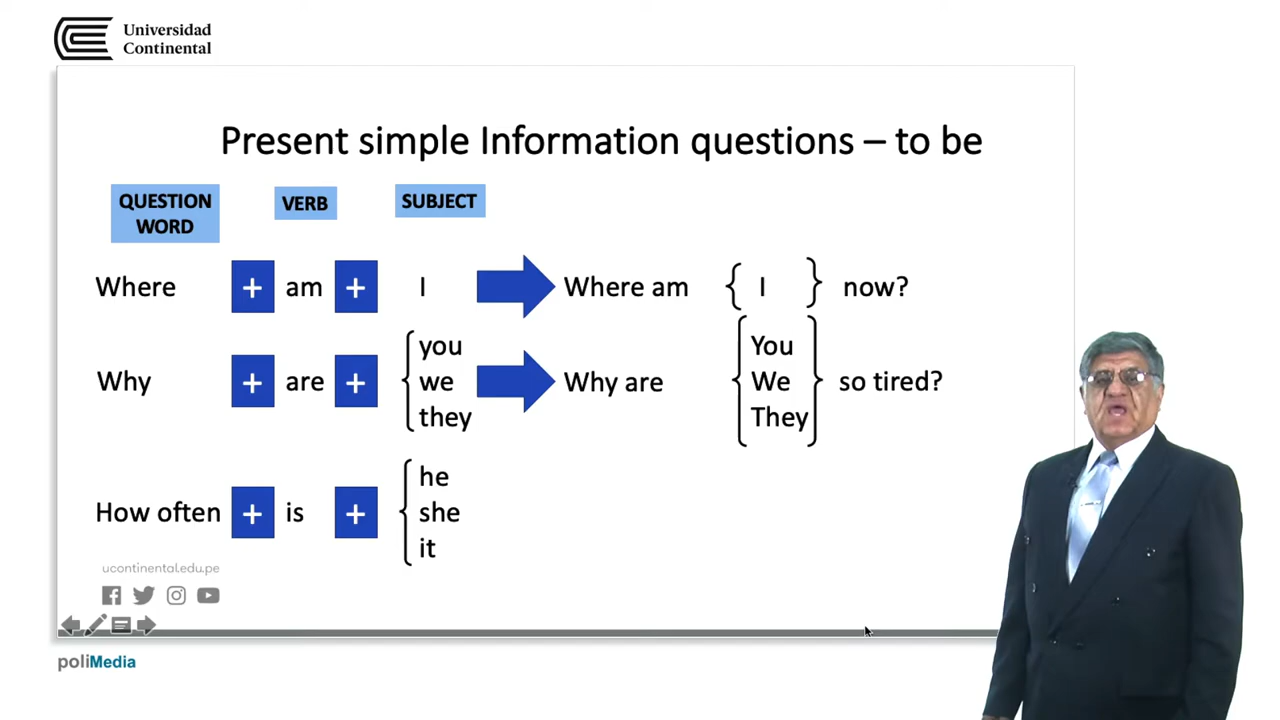 Universidad
Continental
Present simple Information questions – to be
QUESTION
WORD
VERB
SUBJECT
Where + am + I Where am { I } now?
you You
Why + are + we Why are We so tired?
they They
he
How often + is + she
it
ucontinental.edu.pe
poliMedia